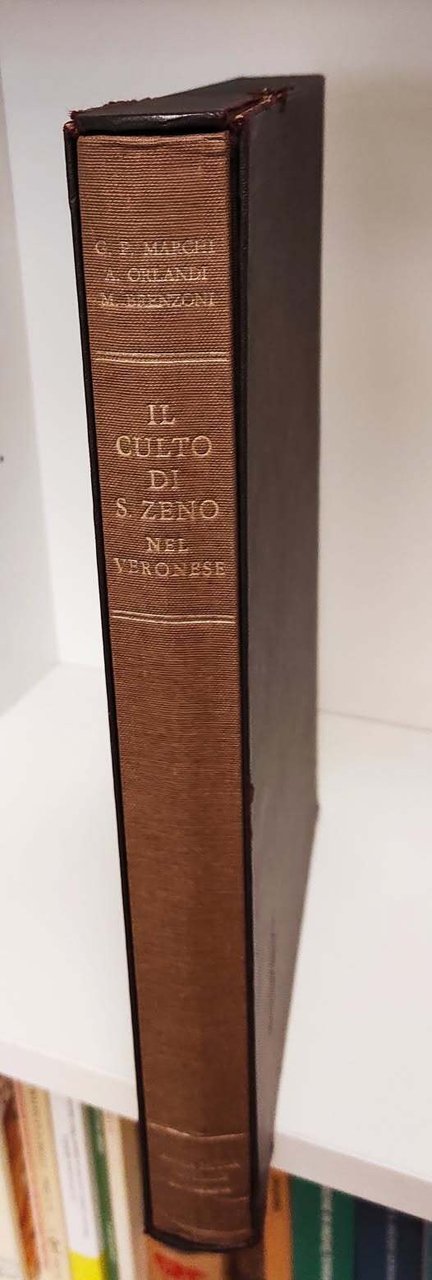 G. P. MARCHI
A. ORLANDI
M. BRENZONI
IL
CULTO
DI
S. ZENO
NEL
VERONESE